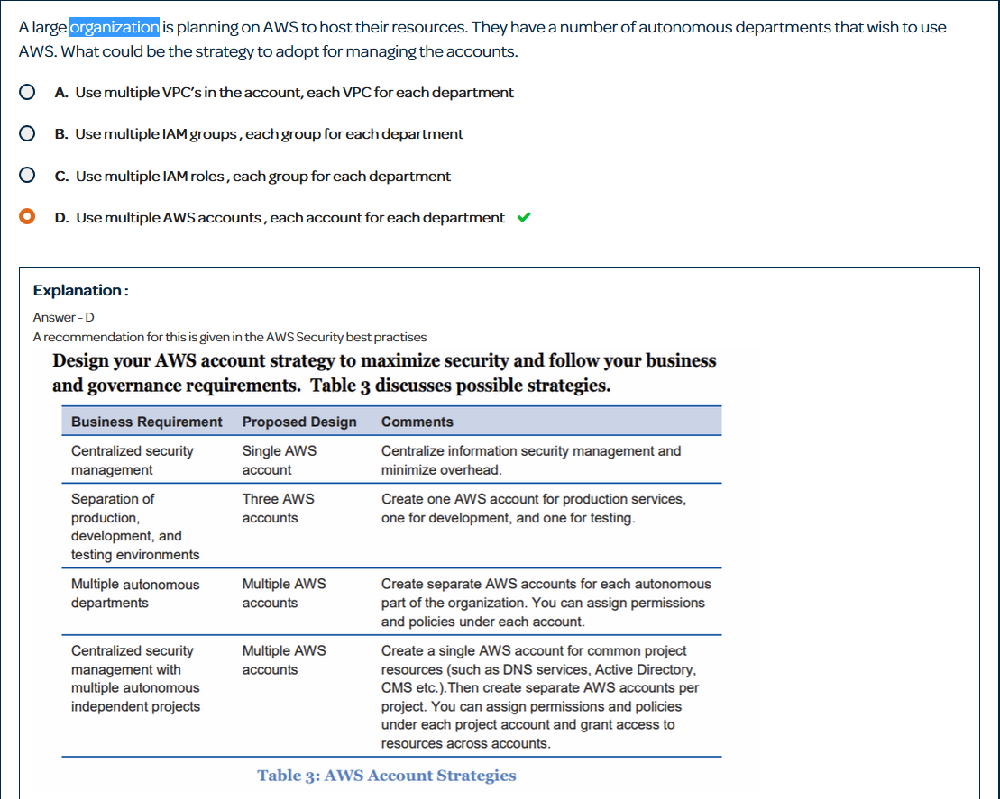 A large organization is planning on AWS to host their resources. They have a number of autonomous departments that wish to use
AWS. What could be the strategy to adopt for managing the accounts.
A. Use multiple VPC's in the account, each VPC for each department
B. Use multiple IAM groups , each group for each department
C. Use multiple IAM roles , each group for each department
D. Use multiple AWS accounts , each account for each department
Explanation :
Answer - D
A recommendation for this is given in the AWS Security best practises
Design your AWS account strategy to maximize security and follow your business
and governance requirements. Table 3 discusses possible strategies.
Business Requirement Proposed Design Comments
Centralized security Single AWS Centralize information security management and
management account minimize overhead.
Separation of Three AWS Create one AWS account for production services,
production, accounts one for development, and one for testing.
development, and
testing environments
Multiple autonomous Multiple AWS Create separate AWS accounts for each autonomous
departments accounts part of the organization. You can assign permissions
and policies under each account.
Centralized security Multiple AWS Create a single AWS account for common project
management with accounts resources (such as DNS services, Active Directory,
multiple autonomous CMS etc.).Then create separate AWS accounts per
independent projects project. You can assign permissions and policies
under each project account and grant access to
resources across accounts.
Table 3: AWS Account Strategies